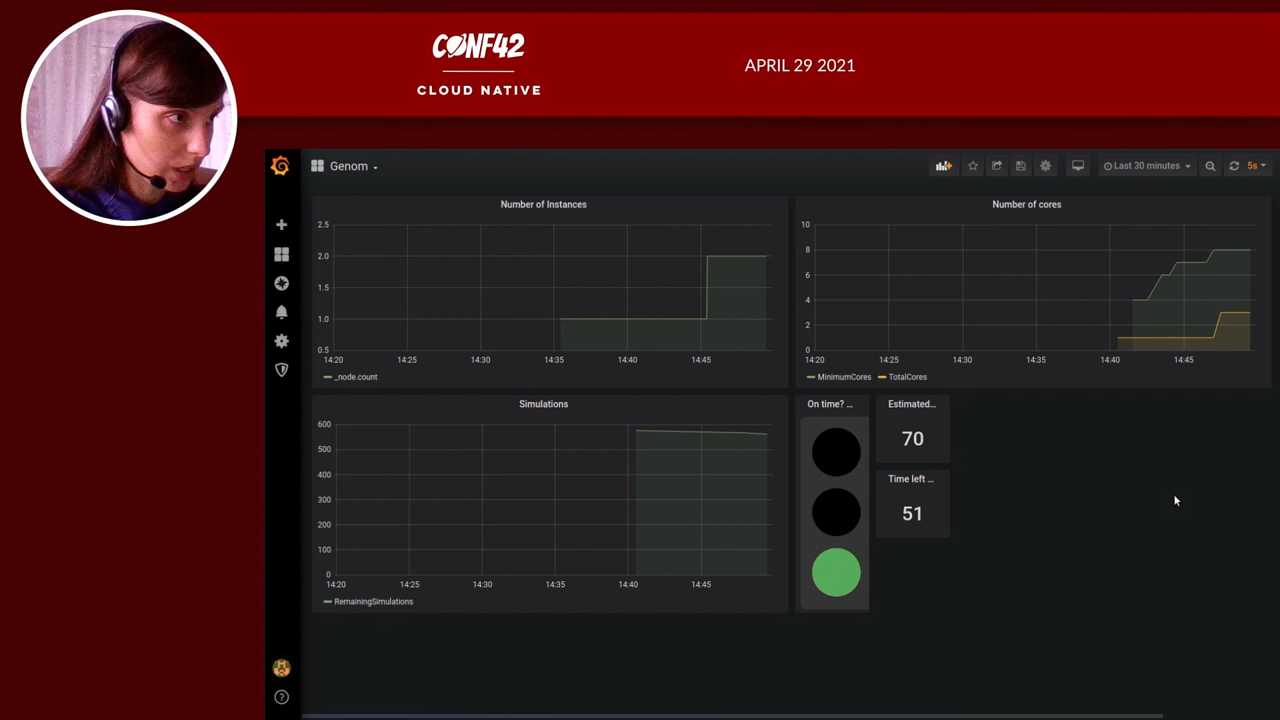 CONF42
CLOUD NATIVE
APRIL 29 2021
Genom
Last 30 minutes
5s
Number of Instances
2.5
2.0
1.5
1.0
0.5
14:20 14:25 14:30 14:35 14:40 14:45
_node.count
Number of cores
10
8
6
4
2
0
14:20 14:25 14:30 14:35 14:40 14:45
MinimumCores TotalCores
Simulations
600
500
400
300
200
100
0
14:20 14:25 14:30 14:35 14:40 14:45
RemainingSimulations
On time? ...
Estimated...
70
Time left ...
51